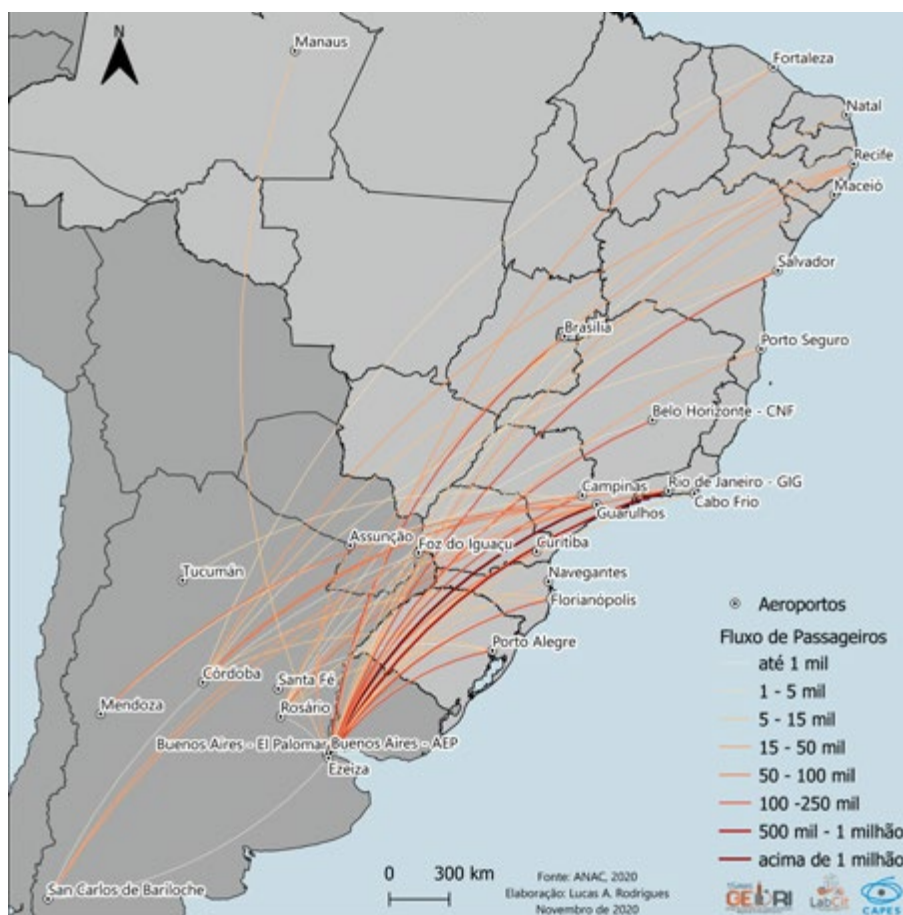 N
Manaus
Fortaleza
Natal
Recife
Maceió
Salvador
Brasília
Porto Seguro
Belo Horizonte - CNF
Campinas
Rio de Janeiro - GIG
Guarulhos
Cabo Frio
Assunção
Foz do Iguaçu
Curitiba
Tucumán
Navegantes
Florianópolis
Porto Alegre
Córdoba
Santa Fé
Mendoza
Rosário
Buenos Aires - El Palomar
Buenos Aires - AEP
Ezeiza
San Carlos de Bariloche
Aeroportos
Fluxo de Passageiros
até 1 mil
1 - 5 mil
5 - 15 mil
15 - 50 mil
50 - 100 mil
100 -250 mil
500 mil - 1 milhão
acima de 1 milhão
0 300 km
Fonte: ANAC, 2020
Elaboração: Lucas A. Rodrigues
Novembro de 2020
LabCit
CAPES